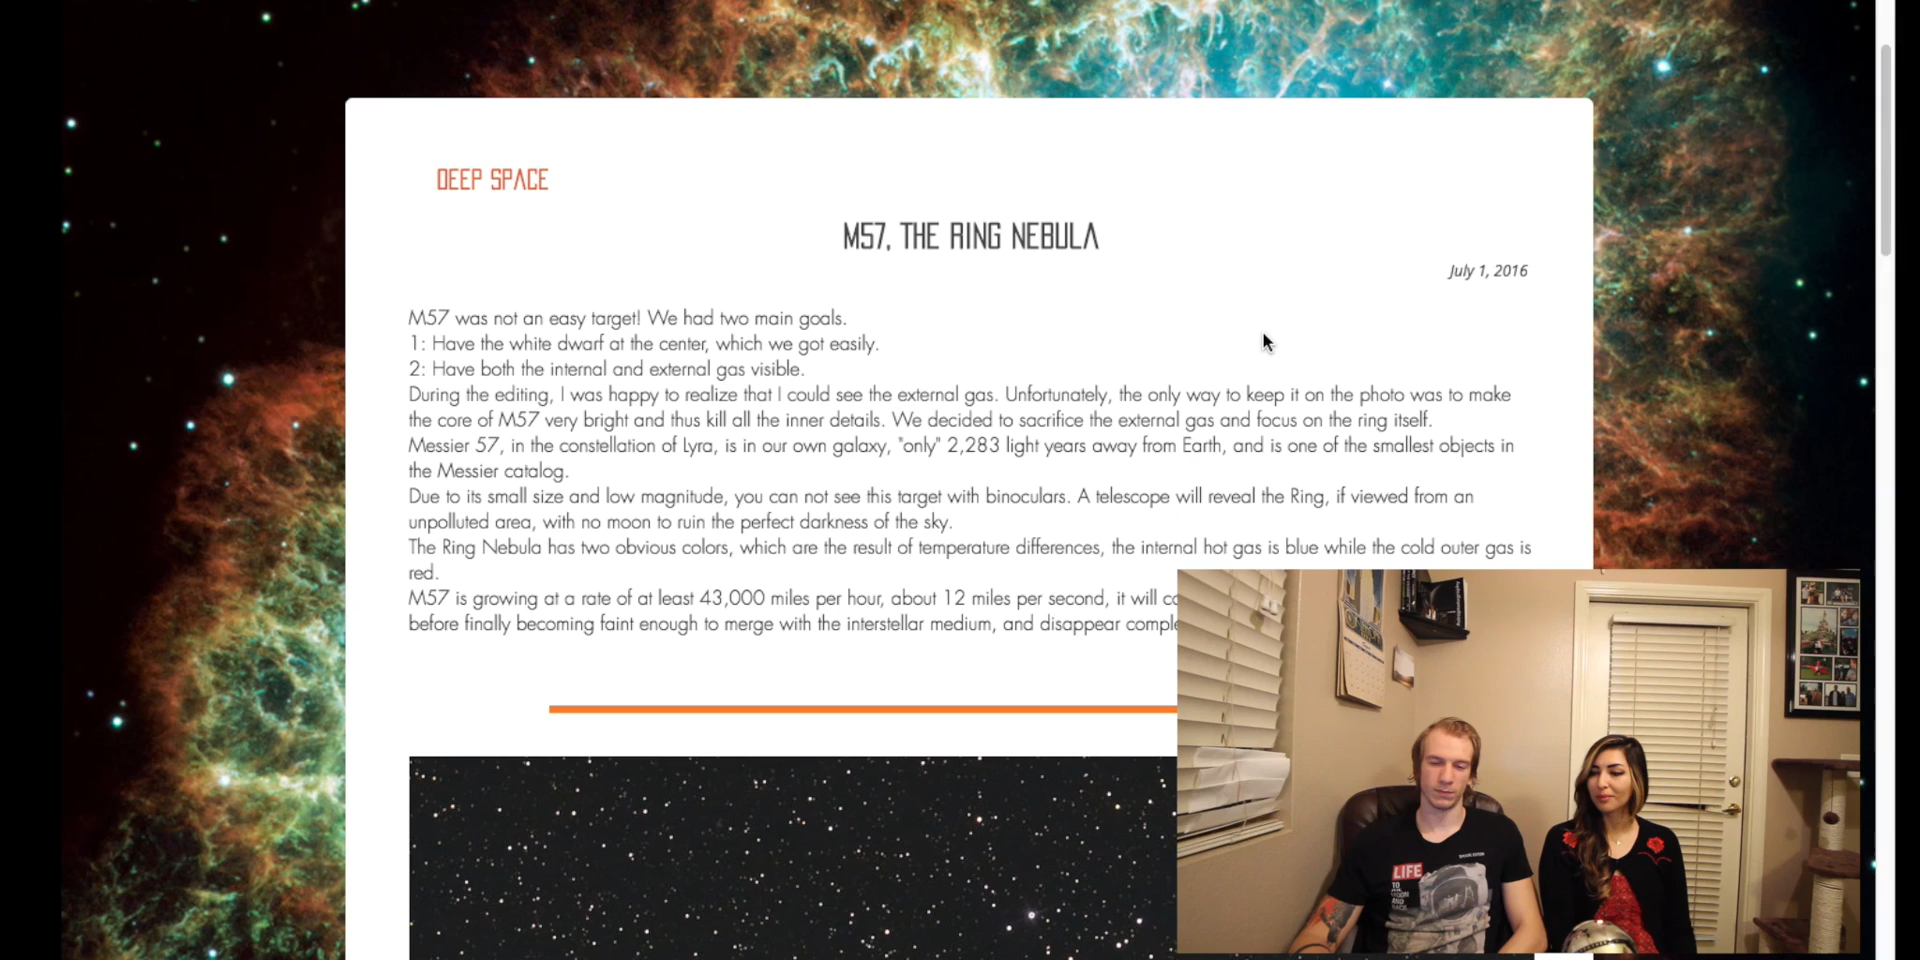 DEEP SPACE
M57, THE RING NEBULA
July 1, 2016
M57 was not an easy target! We had two main goals.
1: Have the white dwarf at the center, which we got easily.
2: Have both the internal and external gas visible.
During the editing, I was happy to realize that I could see the external gas. Unfortunately, the only way to keep it on the photo was to make
the core of M57 very bright and thus kill all the inner details. We decided to sacrifice the external gas and focus on the ring itself.
Messier 57, in the constellation of Lyra, is in our own galaxy, "only" 2,283 light years away from Earth, and is one of the smallest objects in
the Messier catalog.
Due to its small size and low magnitude, you can not see this target with binoculars. A telescope will reveal the Ring, if viewed from an
unpolluted area, with no moon to ruin the perfect darkness of the sky.
The Ring Nebula has two obvious colors, which are the result of temperature differences, the internal hot gas is blue while the cold outer gas is
red.
M57 is growing at a rate of at least 43,000 miles per hour, about 12 miles per second, it will
before finally becoming faint enough to merge with the interstellar medium, and disappear
LIFE
TO
AND